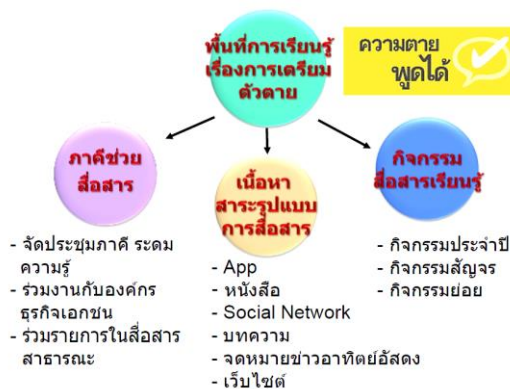 พื้นที่การเรียนรู้
เรื่องการเตรียม
ตัวตาย
ความตาย
พูดได้
ภาคีช่วย
สื่อสาร
เนื้อหา
สาระรูปแบบ
การสื่อสาร
กิจกรรม
สื่อสารเรียนรู้
- จัดประชุมภาคี ระดม
ความรู้
- ร่วมงานกับองค์กร
ธุรกิจเอกชน
- ร่วมรายการในสื่อสาร
สาธารณะ
- App
- หนังสือ
- Social Network
- บทความ
- จดหมายข่าวอาทิตย์อัสดง
- เว็บไซต์
- กิจกรรมประจำปี
- กิจกรรมสัญจร
- กิจกรรมย่อย